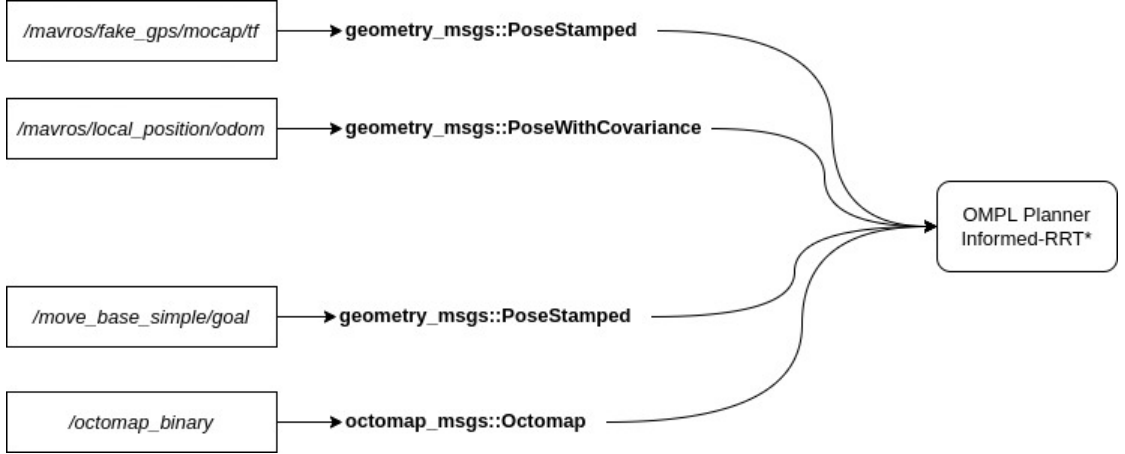 /mavros/fake_gps/mocap/tf
geometry_msgs::PoseStamped
/mavros/local_position/odom
geometry_msgs::PoseWithCovariance
OMPL Planner
Informed-RRT*
/move_base_simple/goal
geometry_msgs::PoseStamped
/octomap_binary
octomap_msgs::Octomap